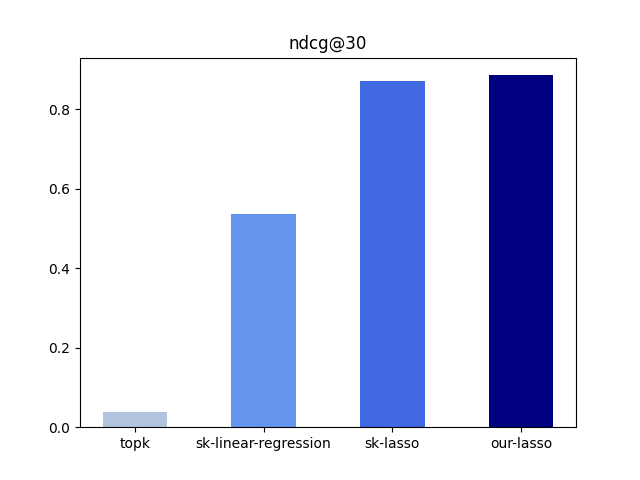 ndcg@30
0.8
0.6
0.4
0.2
0.0
topk
sk-linear-regression
sk-lasso
our-lasso